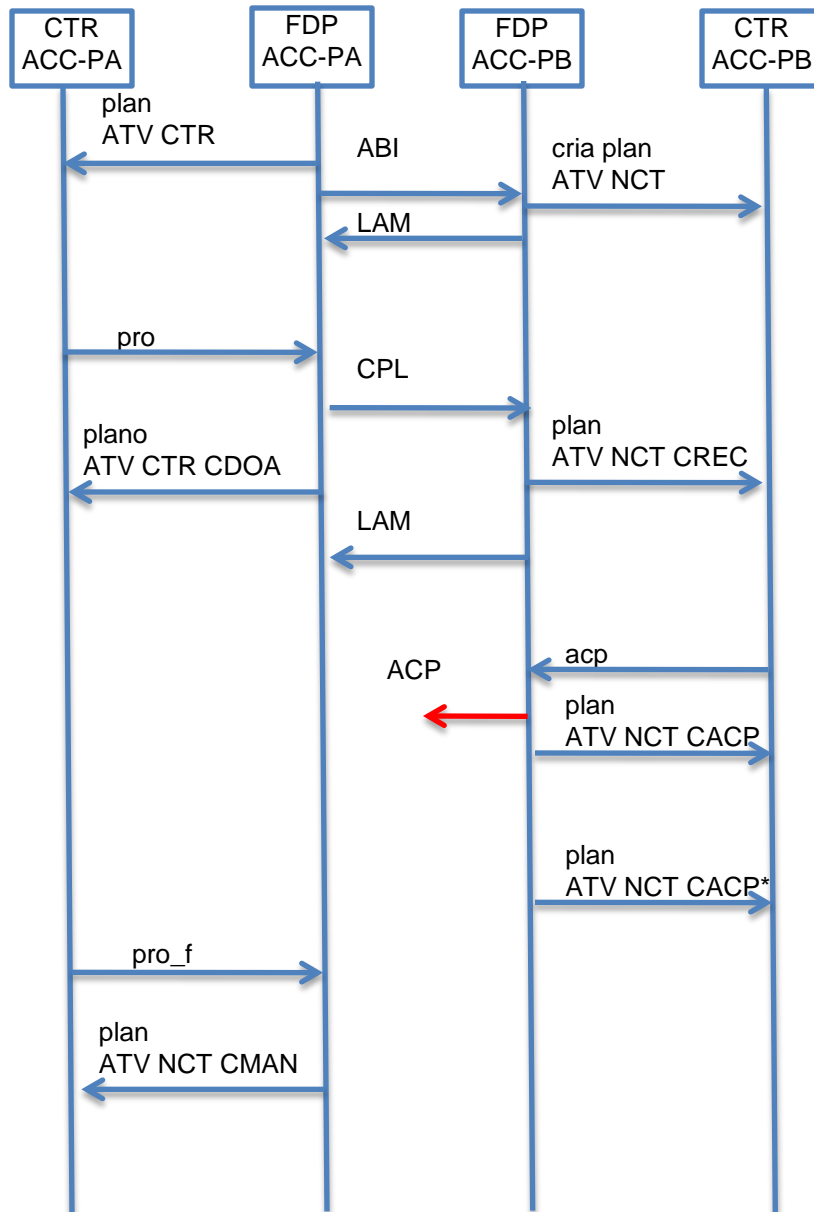 CTR
ACC-PA
FDP
ACC-PA
FDP
ACC-PB
CTR
ACC-PB
plan
ATV CTR
ABI
cria plan
ATV NCT
LAM
pro
CPL
plano
ATV CTR CDOA
plan
ATV NCT CREC
LAM
acp
ACP
plan
ATV NCT CACP
plan
ATV NCT CACP*
pro_f
plan
ATV NCT CMAN